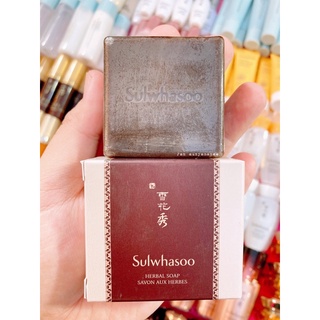 Sulwhasoo
雪
花
秀
Sulwhasoo
HERBAL SOAP
SAVON AUX HERBES